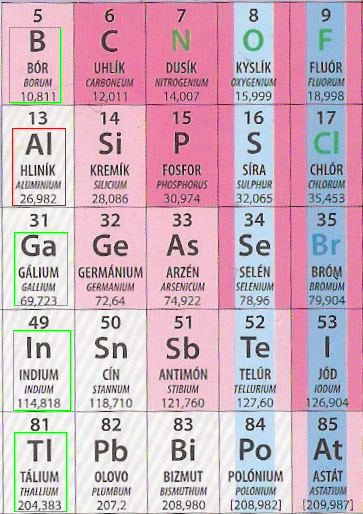 5 6 7 8 9
B C N O F
BÓR UHLÍK DUSÍK KYSLÍK FLUÓR
BORUM CARBONEUM NITROGENIUM OXYGENIUM FLUORUM
10,811 12,011 14,007 15,999 18,998
13 14 15 16 17
Al Si P S Cl
HLINÍK KREMÍK FOSFOR SÍRA CHLÓR
ALUMINIUM SILICIUM PHOSPHORUS SULPHUR CHLORUM
26,982 28,086 30,974 32,065 35,453
31 32 33 34 35
Ga Ge As Se Br
GÁLIUM GERMÁNIUM ARZÉN SELÉN BRÓM
GALLIUM GERMANIUM ARSENICUM SELENIUM BROMUM
69,723 72,64 74,922 78,96 79,904
49 50 51 52 53
In Sn Sb Te I
INDIUM CÍN ANTIMÓN TELÚR JÓD
INDIUM STANNUM STIBIUM TELLURIUM IODUM
114,818 118,710 121,760 127,60 126,904
81 82 83 84 85
Tl Pb Bi Po At
TÁLIUM OLOVO BIZMUT POLÓNIUM ASTÁT
THALLIUM PLUMBUM BISMUTHUM POLONIUM ASTATIUM
204,383 207,2 208,980 [208,982] [209,987]